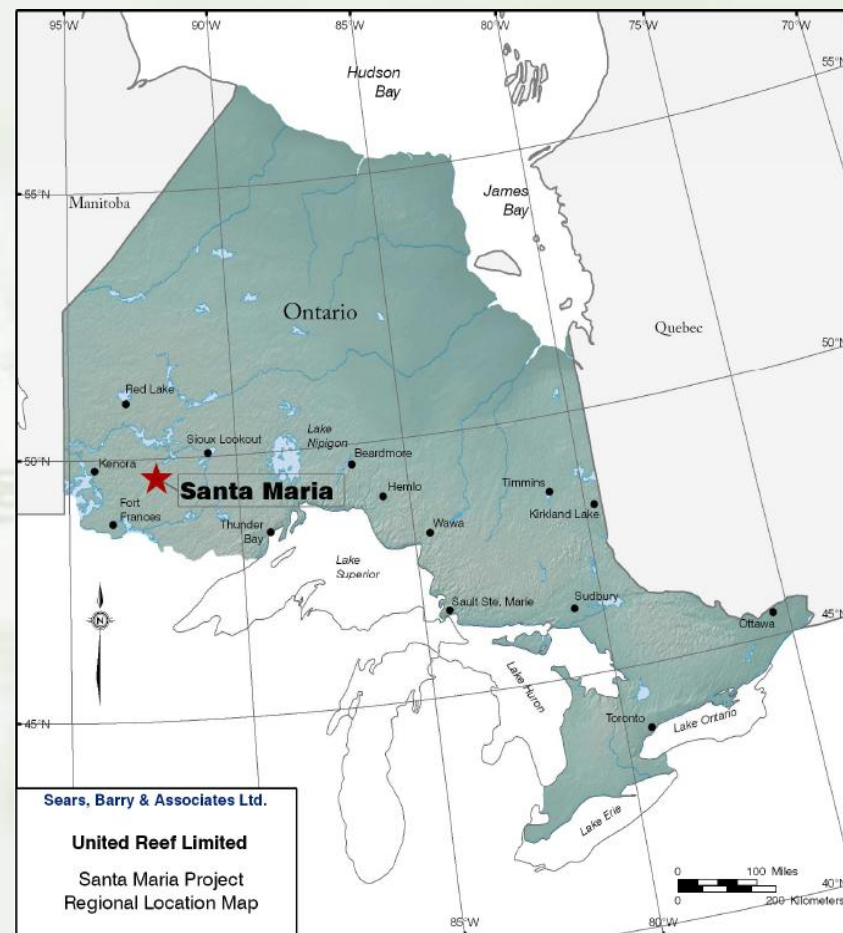 95°W
90°W
85°W
80°W
75°W
70°W
55°N
Hudson
Bay
James
Bay
55°N
Manitoba
Ontario
Quebec
50°N
Red Lake
Sioux Lookout
Lake
Nipigon
Beardmore
50°N
Kenora
Santa Maria
Hemlo
Timmins
Kirkland Lake
Fort
Frances
Thunder
Bay
Wawa
Lake
Superior
Sault Ste. Marie
Sudbury
Ottawa
45°N
N
Lake Huron
45°N
Toronto
Lake Ontario
Lake Erie
Sears, Barry & Associates Ltd.
United Reef Limited
Santa Maria Project
Regional Location Map
0 100 Miles
0 200 Kilometers
40°N
85°W
80°W